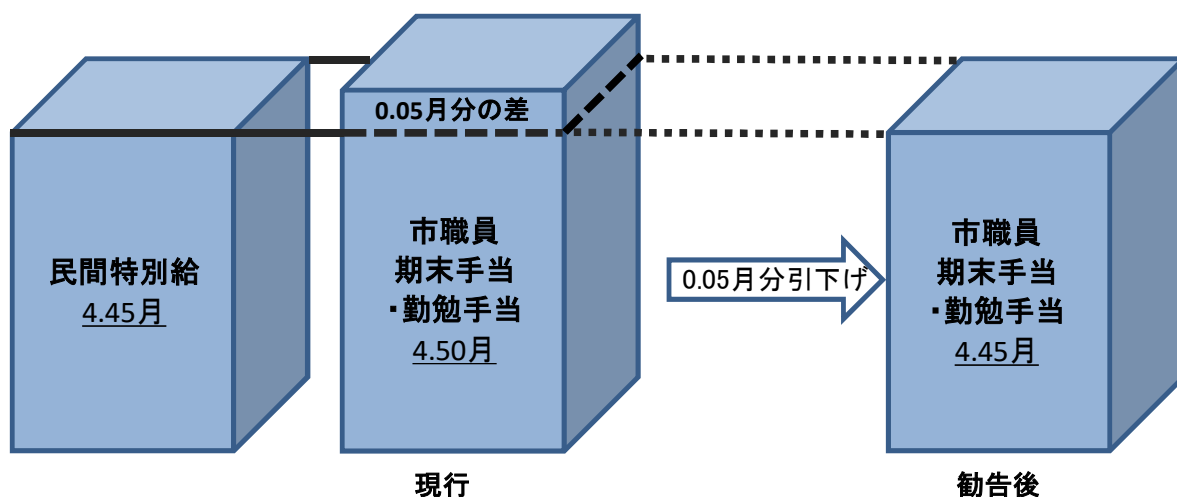 民間特別給
4.45月
0.05月分の差
市職員
期末手当
・勤勉手当
4.50月
現行
0.05月分引下げ
市職員
期末手当
・勤勉手当
4.45月
勧告後